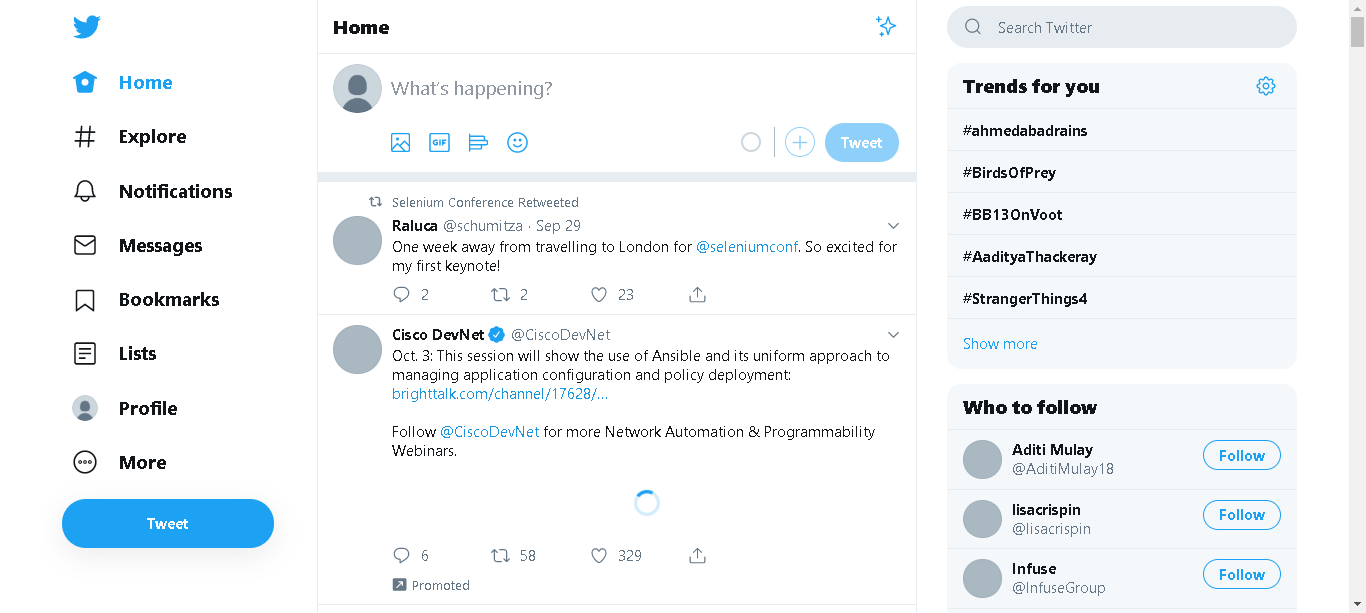 Home
Explore
Notifications
Messages
Bookmarks
Lists
Profile
More
Tweet
Home
What's happening?
GIF
Tweet
Selenium Conference Retweeted
Raluca @schumitza · Sep 29
One week away from travelling to London for @seleniumconf. So excited for
my first keynote!
2 2 23
Cisco DevNet @CiscoDevNet
Oct. 3: This session will show the use of Ansible and its uniform approach to
managing application configuration and policy deployment:
brighttalk.com/channel/17628/...
Follow @CiscoDevNet for more Network Automation & Programmability
Webinars.
6 58 329
Promoted
Search Twitter
Trends for you
#ahmedabadrains
#BirdsOfPrey
#BB13OnVoot
#AadityaThackeray
#StrangerThings4
Show more
Who to follow
Aditi Mulay
@AditiMulay18
Follow
lisacrispin
@lisacrispin
Follow
Infuse
@InfuseGroup
Follow